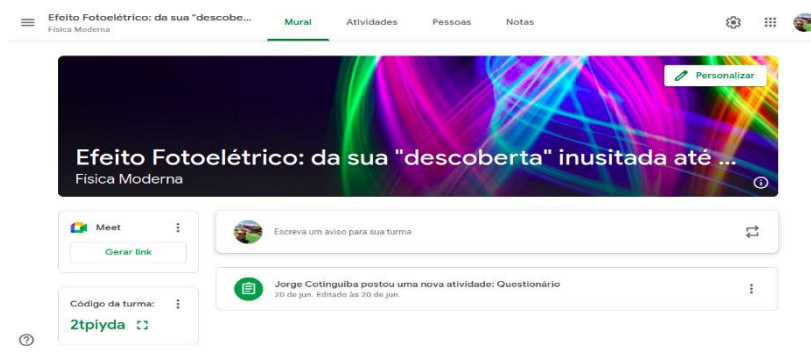 Efeito Fotoelétrico: da sua "descobe...
Física Moderna
Mural
Atividades
Pessoas
Notas
Personalizar
Efeito Fotoelétrico: da sua "descoberta" inusitada até ...
Física Moderna
Meet
Gerar link
Escreva um aviso para sua turma
Jorge Cotinguiba postou uma nova atividade: Questionário
20 de jun. Editado às 20 de jun.
Código da turma:
2tpiyda